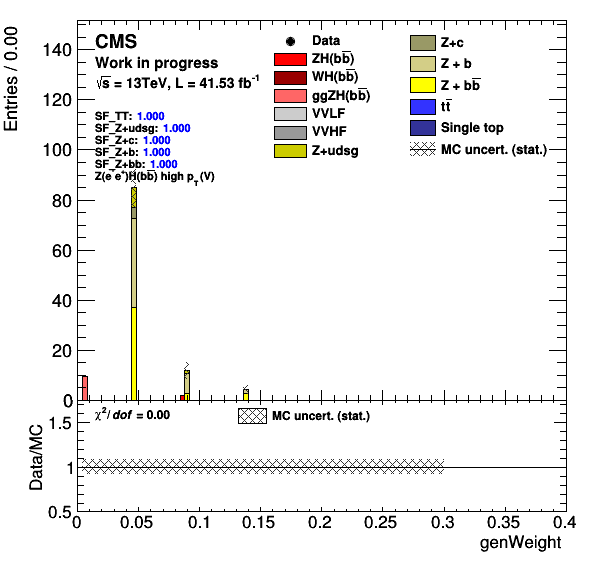 CMS
Work in progress
√s = 13TeV, L = 41.53 fb⁻¹
SF_TT: 1.000
SF_Z+udsg: 1.000
SF_Z+c: 1.000
SF_Z+b: 1.000
SF_Z+bb: 1.000
Z(e⁻e⁺)H(bb̅) high p_T(V)
Data
ZH(bb̅)
WH(bb̅)
ggZH(bb̅)
VVLF
VVHF
Z+udsg
Z+c
Z + b
Z + bb̅
tt̅
Single top
MC uncert. (stat.)
Entries / 0.00
140
120
100
80
60
40
20
0
χ²/dof = 0.00
MC uncert. (stat.)
Data/MC
1.5
1
0.5
0
0.05
0.1
0.15
0.2
0.25
0.3
0.35
0.4
genWeight